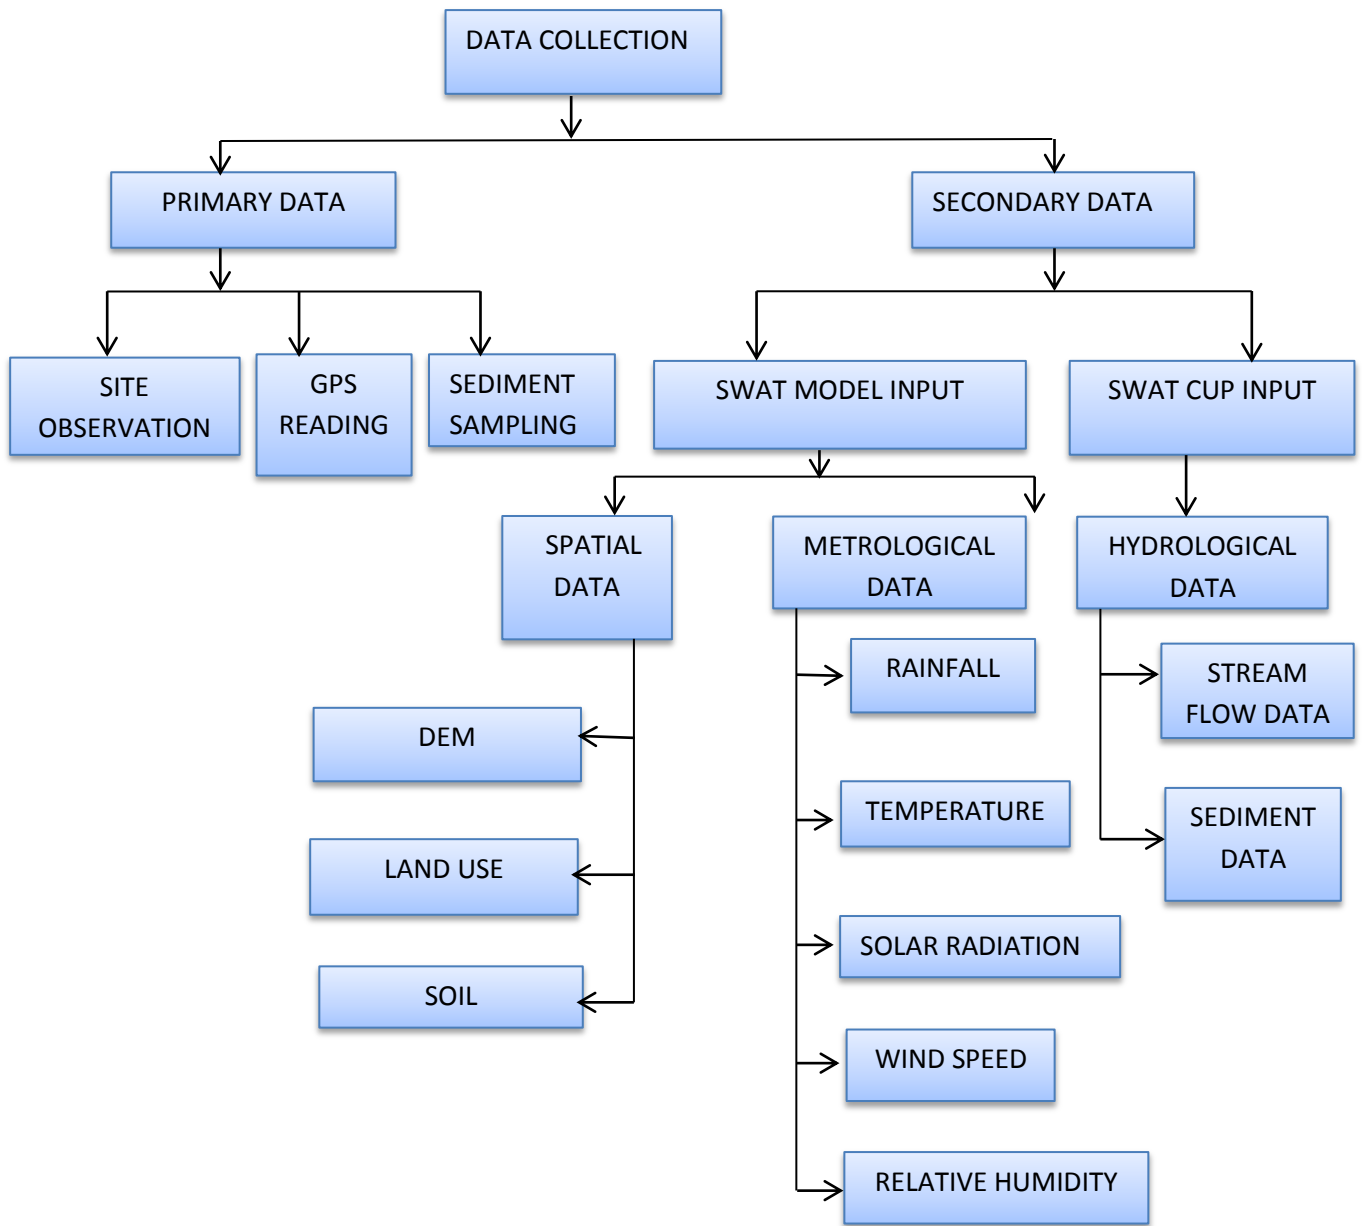 DATA COLLECTION
PRIMARY DATA
SECONDARY DATA
SITE
OBSERVATION
GPS
READING
SEDIMENT
SAMPLING
SWAT MODEL INPUT
SWAT CUP INPUT
SPATIAL
DATA
METROLOGICAL
DATA
HYDROLOGICAL
DATA
DEM
LAND USE
SOIL
RAINFALL
TEMPERATURE
SOLAR RADIATION
WIND SPEED
RELATIVE HUMIDITY
STREAM
FLOW DATA
SEDIMENT
DATA